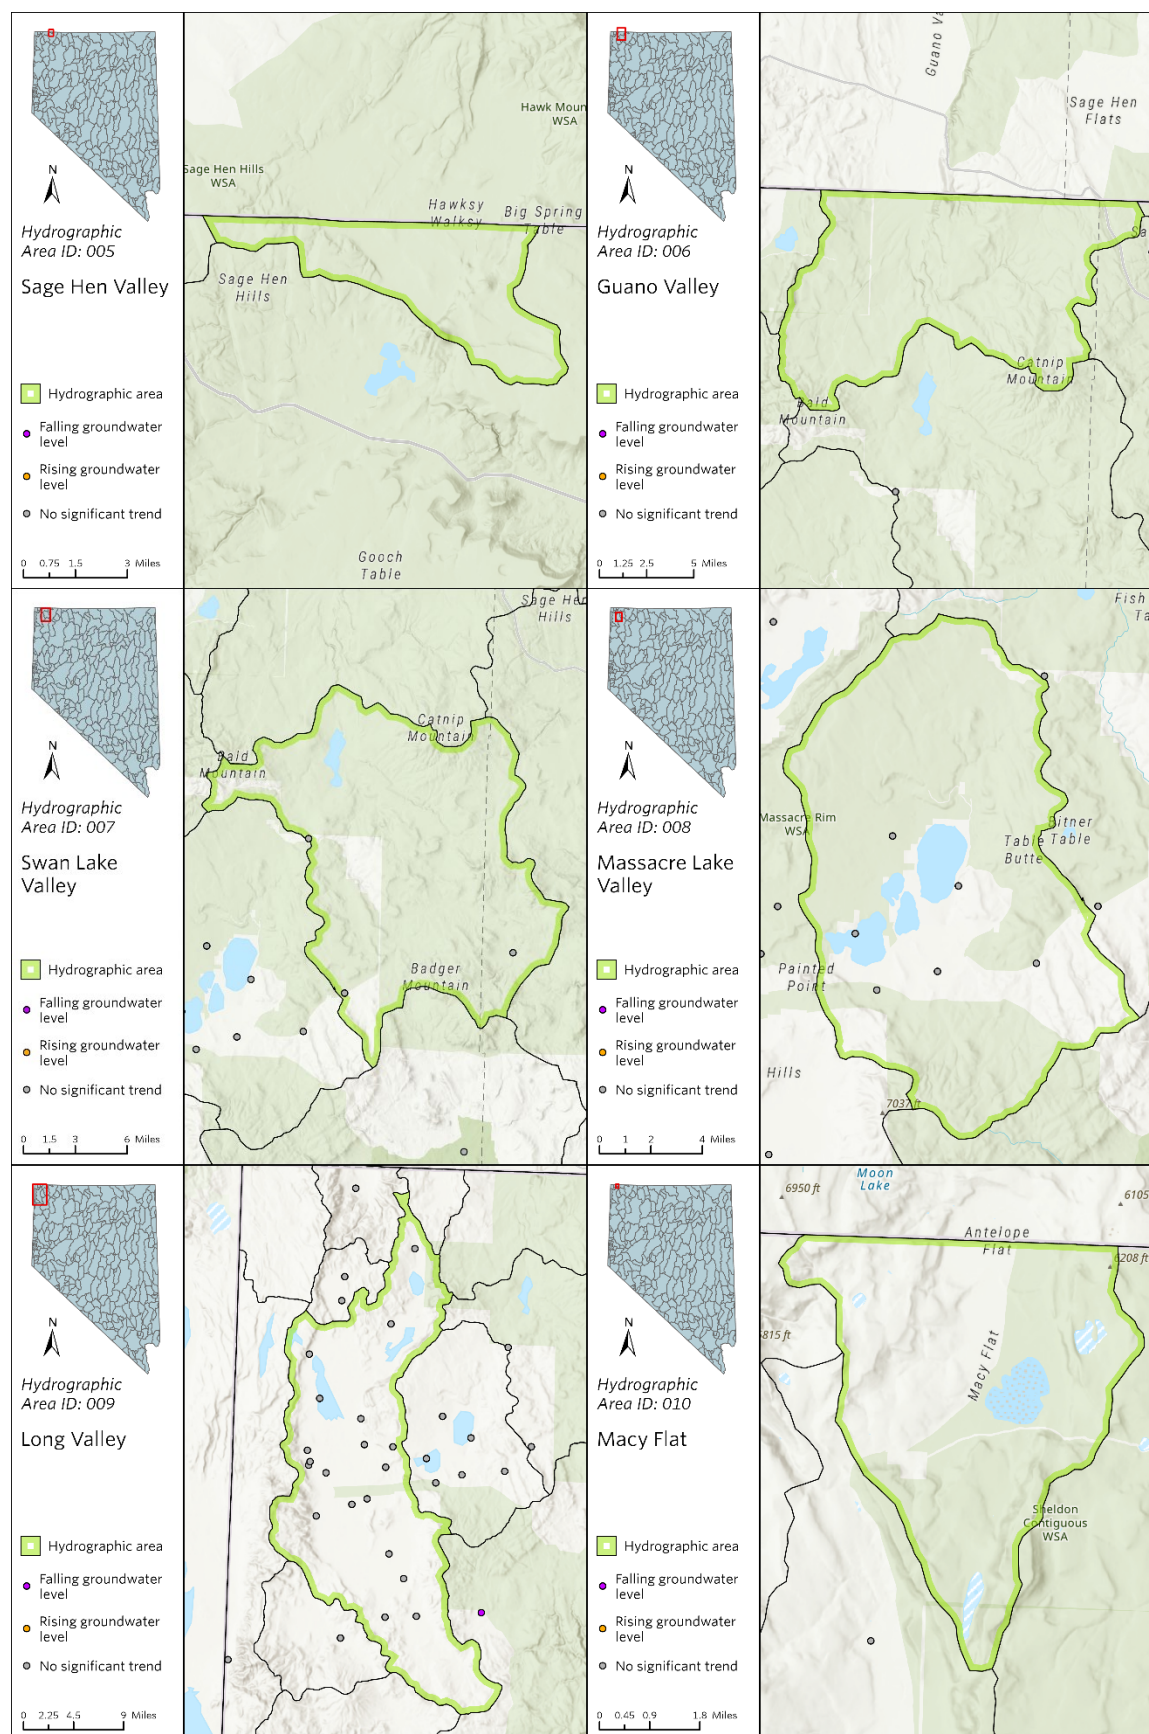 N
Hydrographic
Area ID: 005
Sage Hen Valley
Hydrographic area
Falling groundwater
level
Rising groundwater
level
No significant trend
0 0.75 1.5 3 Miles
Hawk Moun
WSA
Sage Hen Hills
WSA
Hawksy
Walksy
Big Spring
Table
Sage Hen
Hills
Gooch
Table
N
Hydrographic
Area ID: 006
Guano Valley
Hydrographic area
Falling groundwater
level
Rising groundwater
level
No significant trend
0 1.25 2.5 5 Miles
Guano Va
Sage Hen
Flats
Sa
Catnip
Mountain
Bald
Mountain
N
Hydrographic
Area ID: 007
Swan Lake
Valley
Hydrographic area
Falling groundwater
level
Rising groundwater
level
No significant trend
0 1.5 3 6 Miles
Sage Hen
Hills
Catnip
Mountain
Bald
Mountain
Badger
Mountain
N
Hydrographic
Area ID: 008
Massacre Lake
Valley
Hydrographic area
Falling groundwater
level
Rising groundwater
level
No significant trend
0 1 2 4 Miles
Fish
Ta
Massacre Rim
WSA
Bitner
Table
Table
Butte
Painted
Point
Hills
7037 ft
N
Hydrographic
Area ID: 009
Long Valley
Hydrographic area
Falling groundwater
level
Rising groundwater
level
No significant trend
0 2.25 4.5 9 Miles
N
Hydrographic
Area ID: 010
Macy Flat
Hydrographic area
Falling groundwater
level
Rising groundwater
level
No significant trend
0 0.45 0.9 1.8 Miles
Moon
Lake
6950 ft
6105
Antelope
Flat
6208 ft
815 ft
Macy Flat
Sheldon
Contiguous
WSA